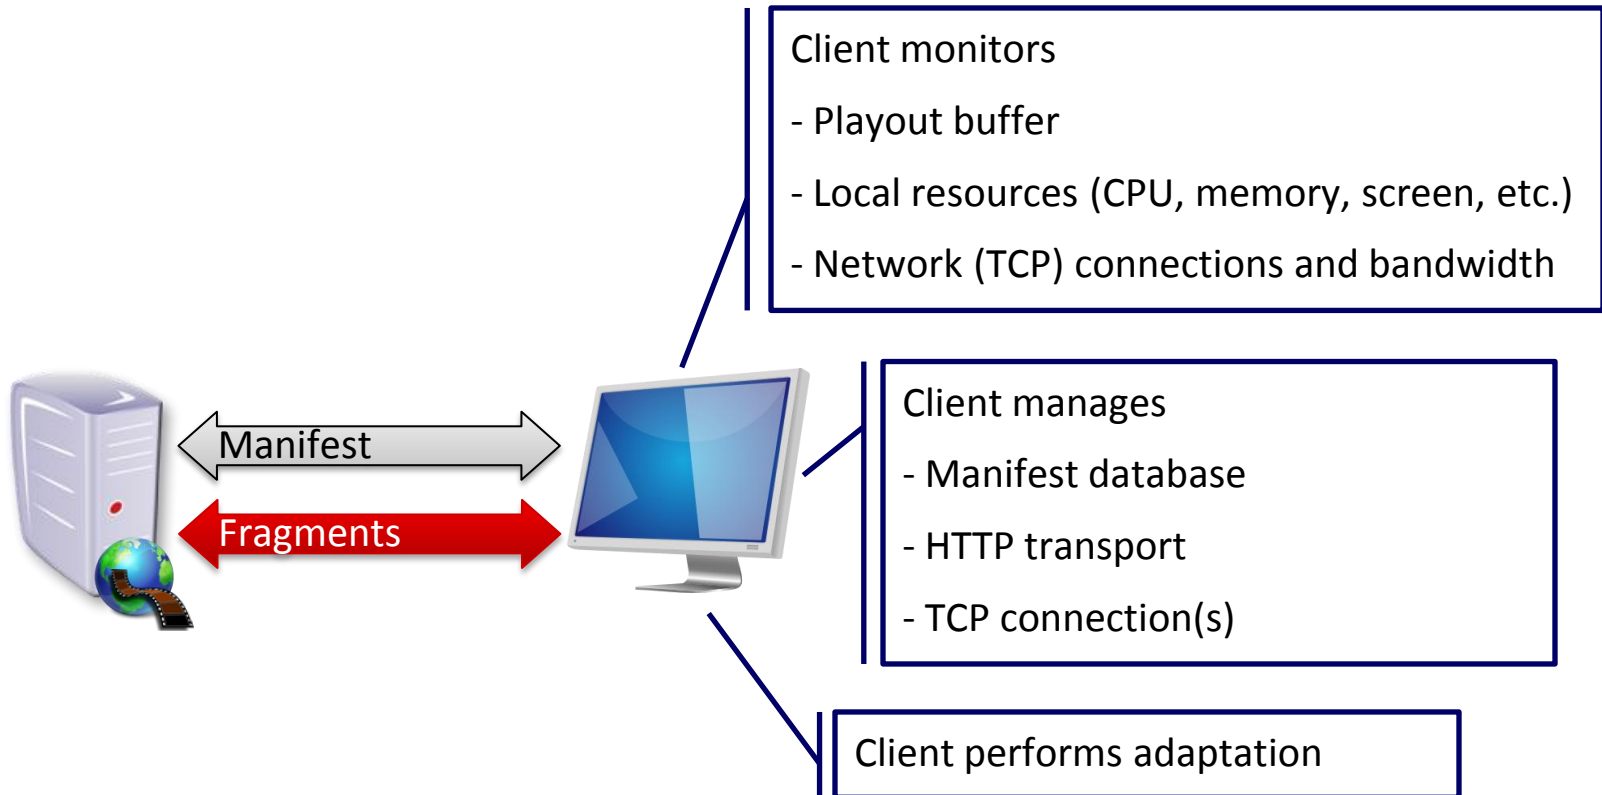 Client monitors
- Playout buffer
- Local resources (CPU, memory, screen, etc.)
- Network (TCP) connections and bandwidth
Manifest
Fragments
Client manages
- Manifest database
- HTTP transport
- TCP connection(s)
Client performs adaptation